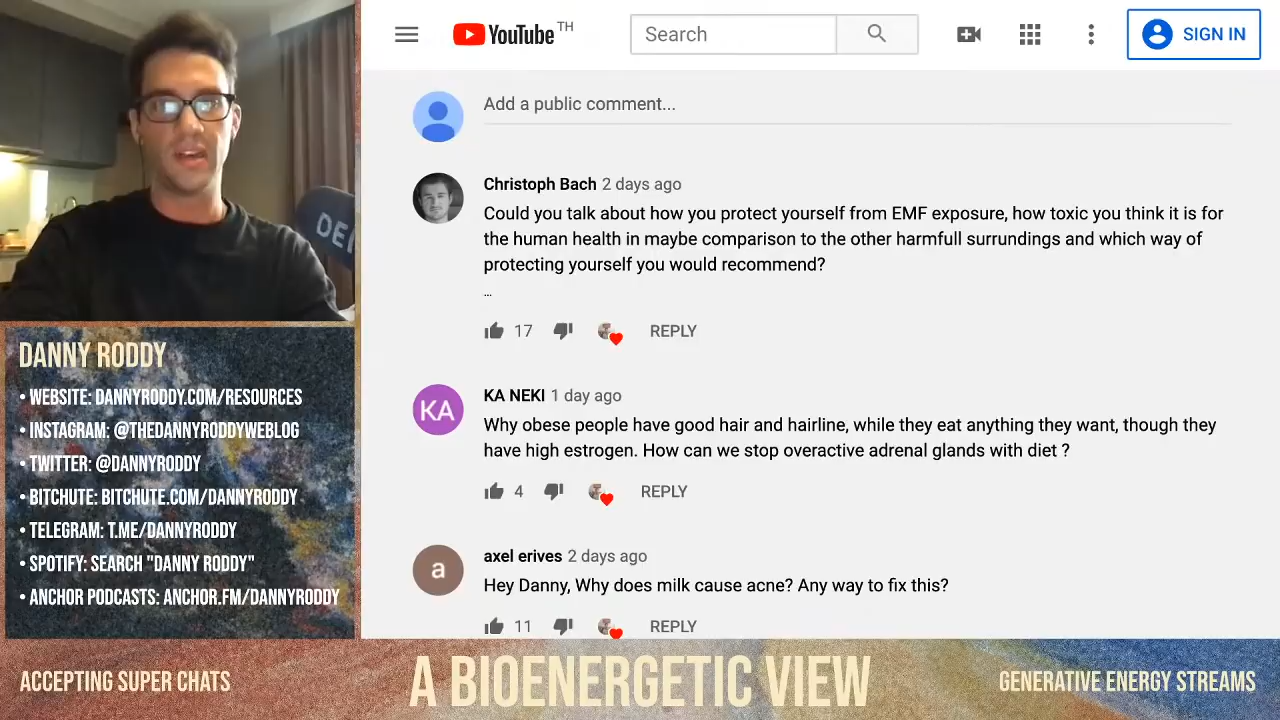 YouTube TH
Search
SIGN IN
Add a public comment...
Christoph Bach 2 days ago
Could you talk about how you protect yourself from EMF exposure, how toxic you think it is for
the human health in maybe comparison to the other harmfull surrundings and which way of
protecting yourself you would recommend?
...
17
REPLY
KA
KA NEKI 1 day ago
Why obese people have good hair and hairline, while they eat anything they want, though they
have high estrogen. How can we stop overactive adrenal glands with diet ?
4
REPLY
a
axel erives 2 days ago
Hey Danny, Why does milk cause acne? Any way to fix this?
11
REPLY
DANNY RODDY
• WEBSITE: DANNYRODDY.COM/RESOURCES
• INSTAGRAM: @THEDANNYRODDYWEBLOG
• TWITTER: @DANNYRODDY
• BITCHUTE: BITCHUTE.COM/DANNYRODDY
• TELEGRAM: T.ME/DANNYRODDY
• SPOTIFY: SEARCH "DANNY RODDY"
• ANCHOR PODCASTS: ANCHOR.FM/DANNYRODDY
ACCEPTING SUPER CHATS
A BIOENERGETIC VIEW
GENERATIVE ENERGY STREAMS